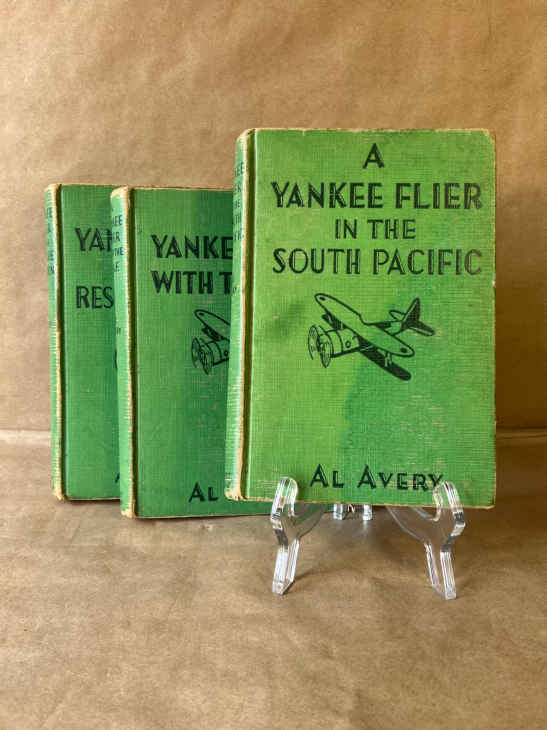 A
YANKEE FLIER
IN THE
SOUTH PACIFIC
AL AVERY
YANKEE
WITH T
AL
YAN
RES